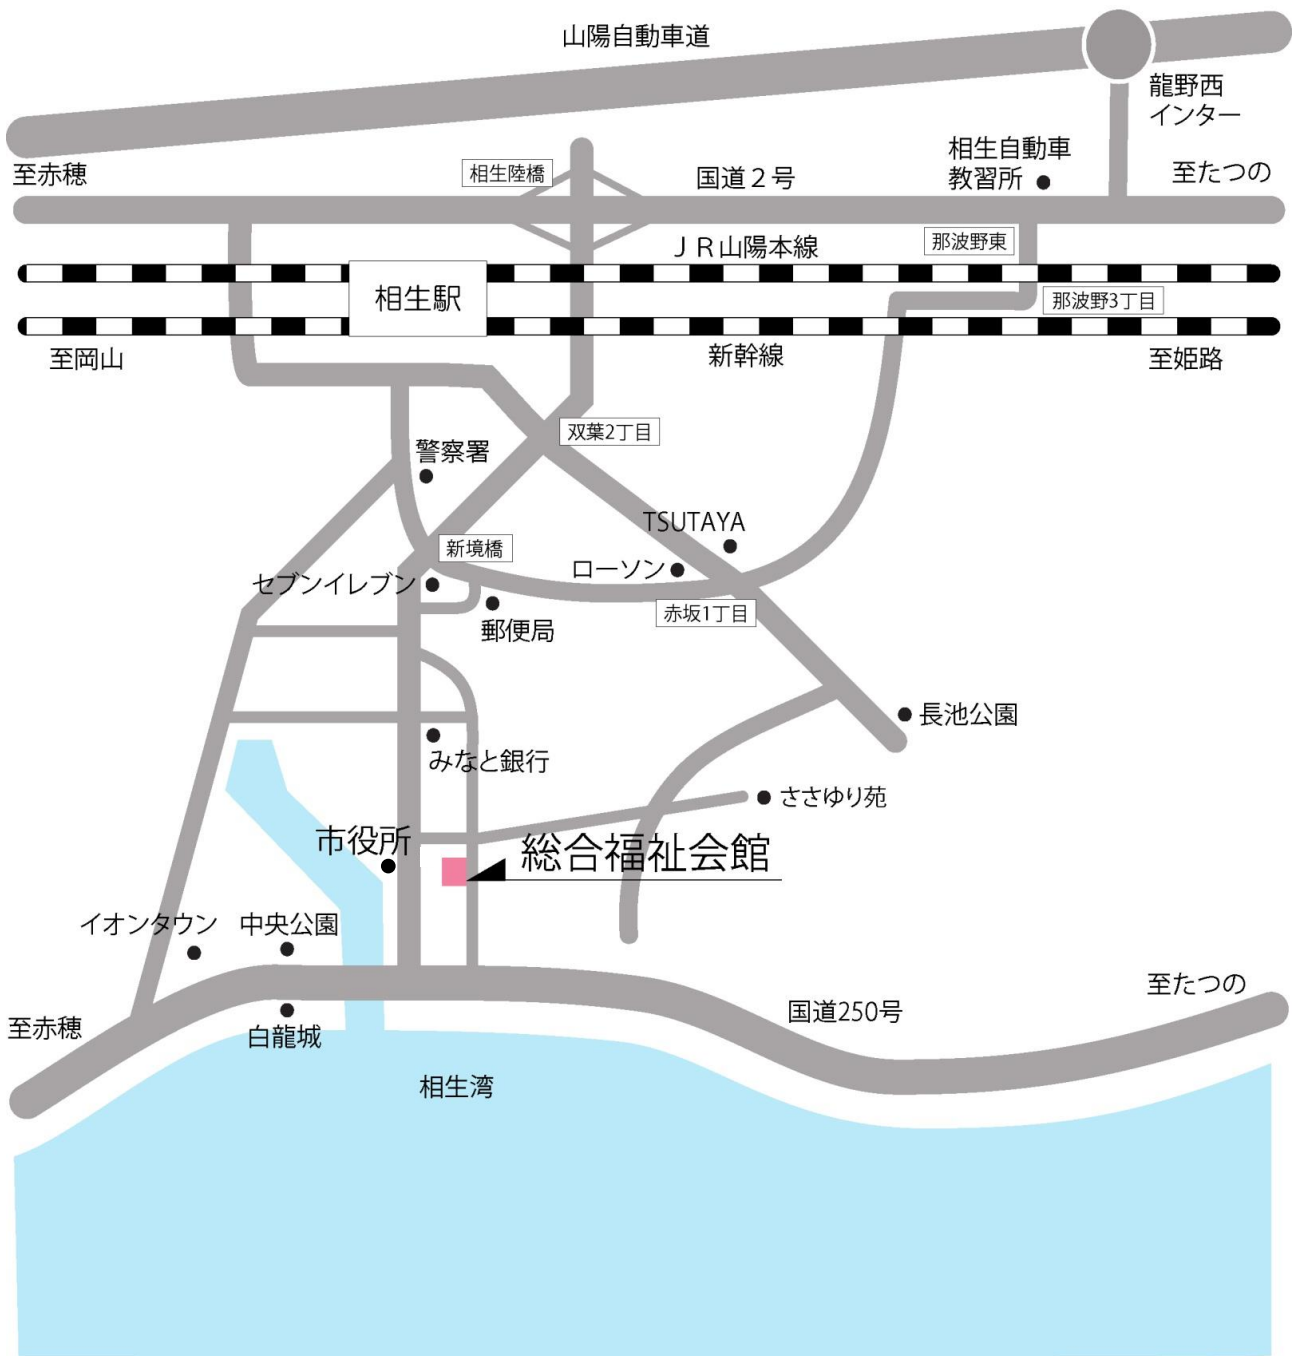 山陽自動車道
龍野西
インター
至赤穂
相生陸橋
国道２号
相生自動車
教習所
至たつの
那波野東
ＪＲ山陽本線
相生駅
那波野3丁目
至岡山
新幹線
至姫路
双葉2丁目
警察署
TSUTAYA
新境橋
ローソン
セブンイレブン
赤坂1丁目
郵便局
長池公園
みなと銀行
ささゆり苑
市役所
総合福祉会館
イオンタウン
中央公園
至たつの
国道250号
至赤穂
白龍城
相生湾